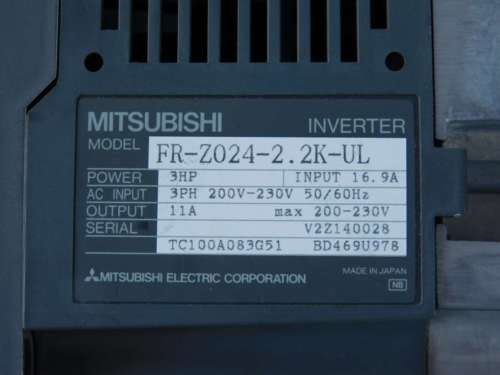 MITSUBISHI INVERTER
MODEL FR-Z024-2.2K-UL
POWER 3HP INPUT 16.9A
AC INPUT 3PH 200V-230V 50/60Hz
OUTPUT 11A max 200-230V
SERIAL V2Z140028
TC100A083G51 BD469U978
MITSUBISHI ELECTRIC CORPORATION MADE IN JAPAN
NB